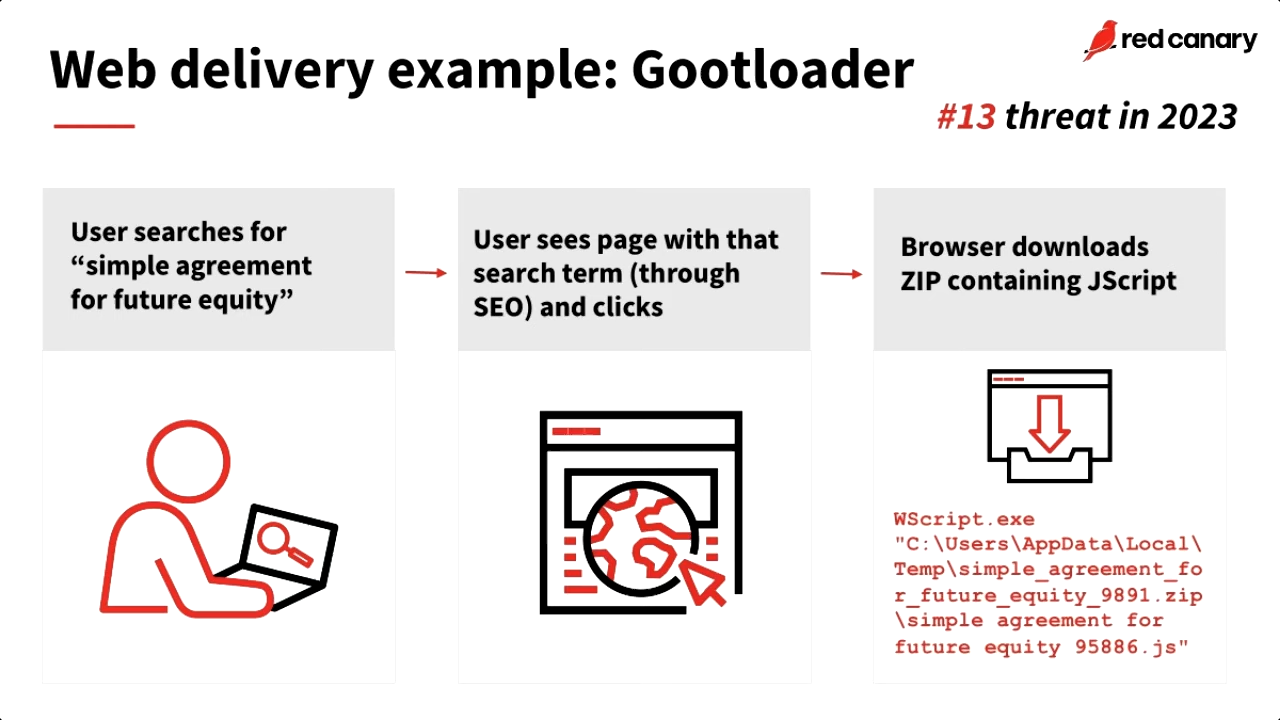 Web delivery example: Gootloader
red canary
#13 threat in 2023
User searches for
“simple agreement
for future equity”
User sees page with that
search term (through
SEO) and clicks
Browser downloads
ZIP containing JScript
WScript.exe
"C:\Users\AppData\Local\
Temp\simple_agreement_fo
r_future_equity_9891.zip
\simple agreement for
future equity 95886.js"